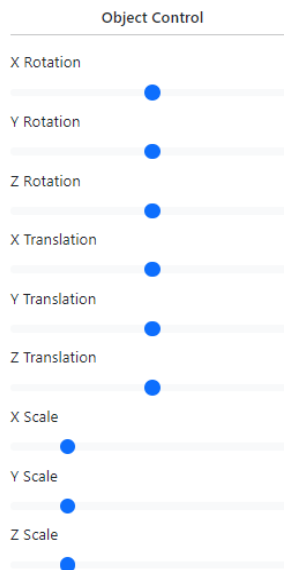 Object Control
X Rotation
Y Rotation
Z Rotation
X Translation
Y Translation
Z Translation
X Scale
Y Scale
Z Scale